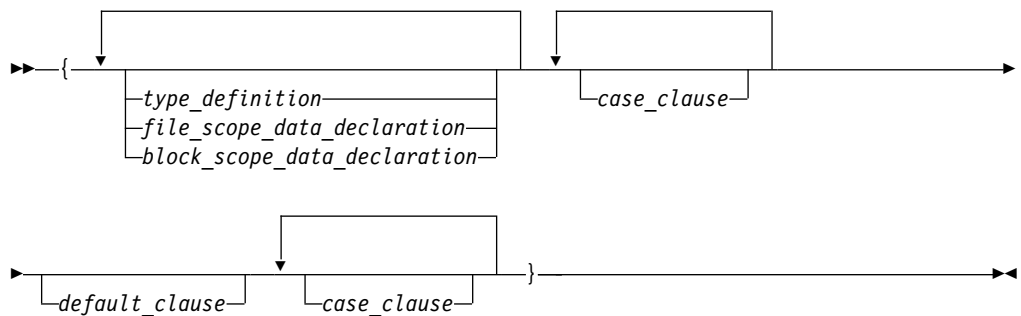 { case_clause
type_definition
file_scope_data_declaration
block_scope_data_declaration
default_clause case_clause }